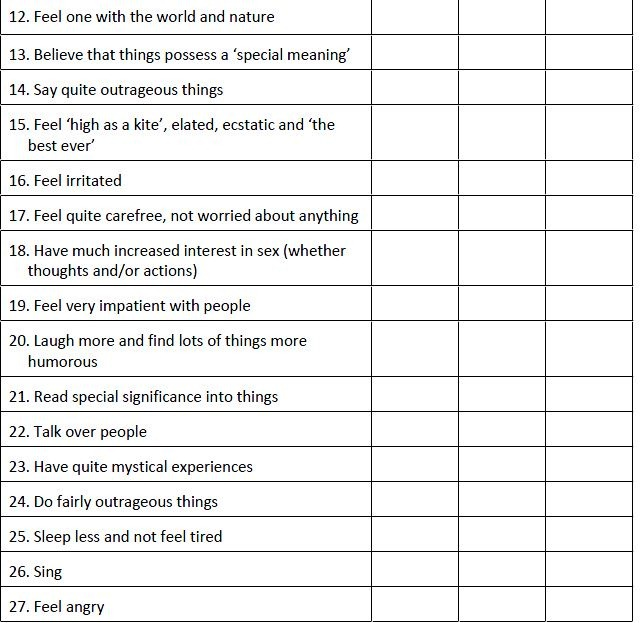 12. Feel one with the world and nature
13. Believe that things possess a ‘special meaning’
14. Say quite outrageous things
15. Feel ‘high as a kite’, elated, ecstatic and ‘the
best ever’
16. Feel irritated
17. Feel quite carefree, not worried about anything
18. Have much increased interest in sex (whether
thoughts and/or actions)
19. Feel very impatient with people
20. Laugh more and find lots of things more
humorous
21. Read special significance into things
22. Talk over people
23. Have quite mystical experiences
24. Do fairly outrageous things
25. Sleep less and not feel tired
26. Sing
27. Feel angry